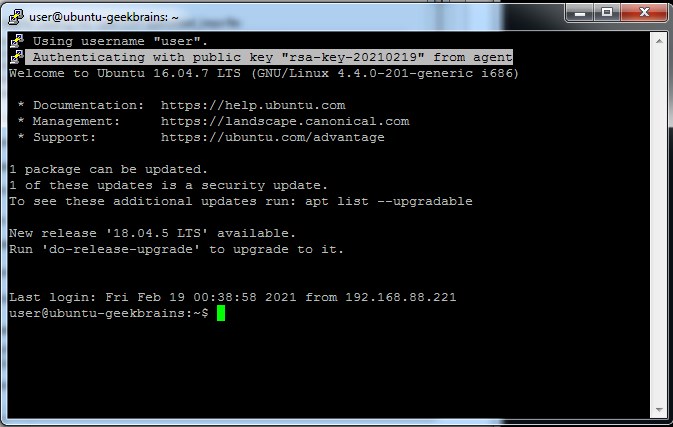 user@ubuntu-geekbrains: ~
Using username "user".
Authenticating with public key "rsa-key-20210219" from agent
Welcome to Ubuntu 16.04.7 LTS (GNU/Linux 4.4.0-201-generic i686)
* Documentation:  https://help.ubuntu.com
* Management:     https://landscape.canonical.com
* Support:        https://ubuntu.com/advantage
1 package can be updated.
1 of these updates is a security update.
To see these additional updates run: apt list --upgradable
New release '18.04.5 LTS' available.
Run 'do-release-upgrade' to upgrade to it.
Last login: Fri Feb 19 00:38:58 2021 from 192.168.88.221
user@ubuntu-geekbrains:~$